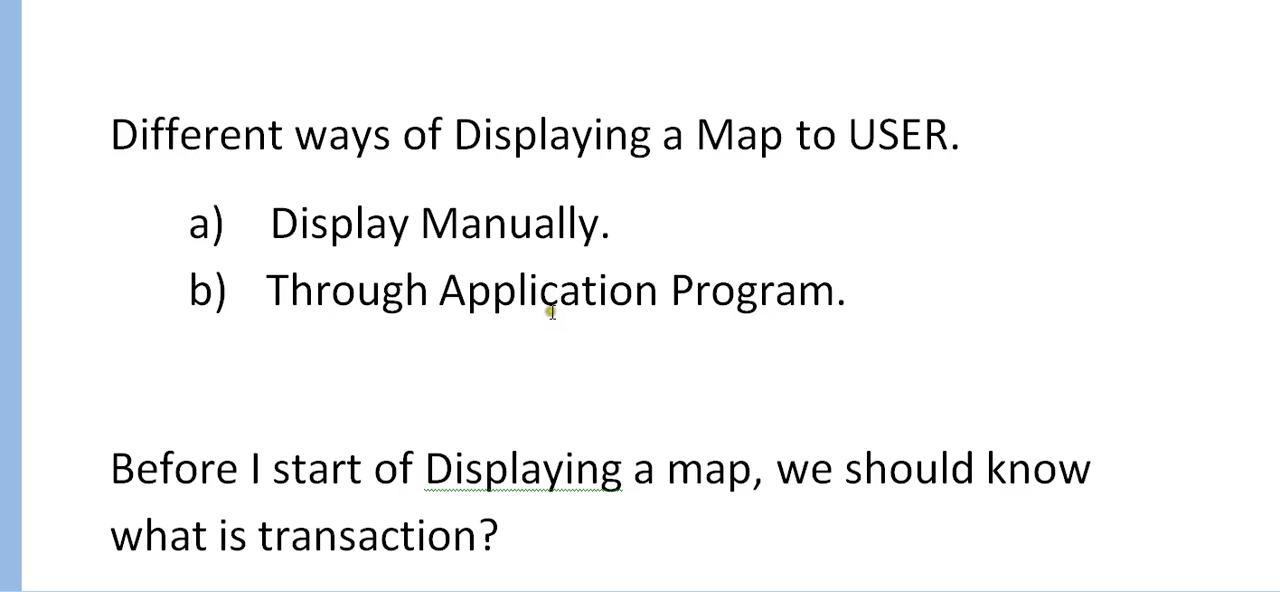 Different ways of Displaying a Map to USER.
a) Display Manually.
b) Through Application Program.
Before I start of Displaying a map, we should know
what is transaction?